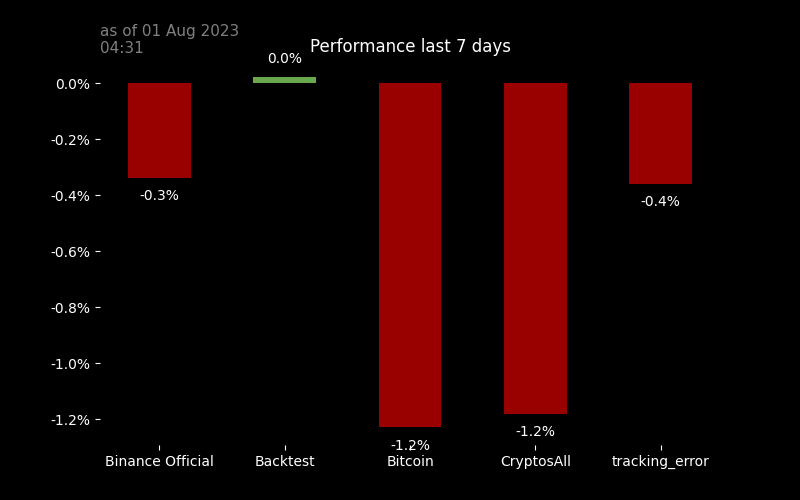 as of 01 Aug 2023
04:31
Performance last 7 days
0.0%
0.0%
-0.2%
-0.3%
-0.4%
-0.4%
-0.6%
-0.8%
-1.0%
-1.2%
-1.2%
-1.2%
Binance Official
Backtest
Bitcoin
CryptosAll
tracking_error